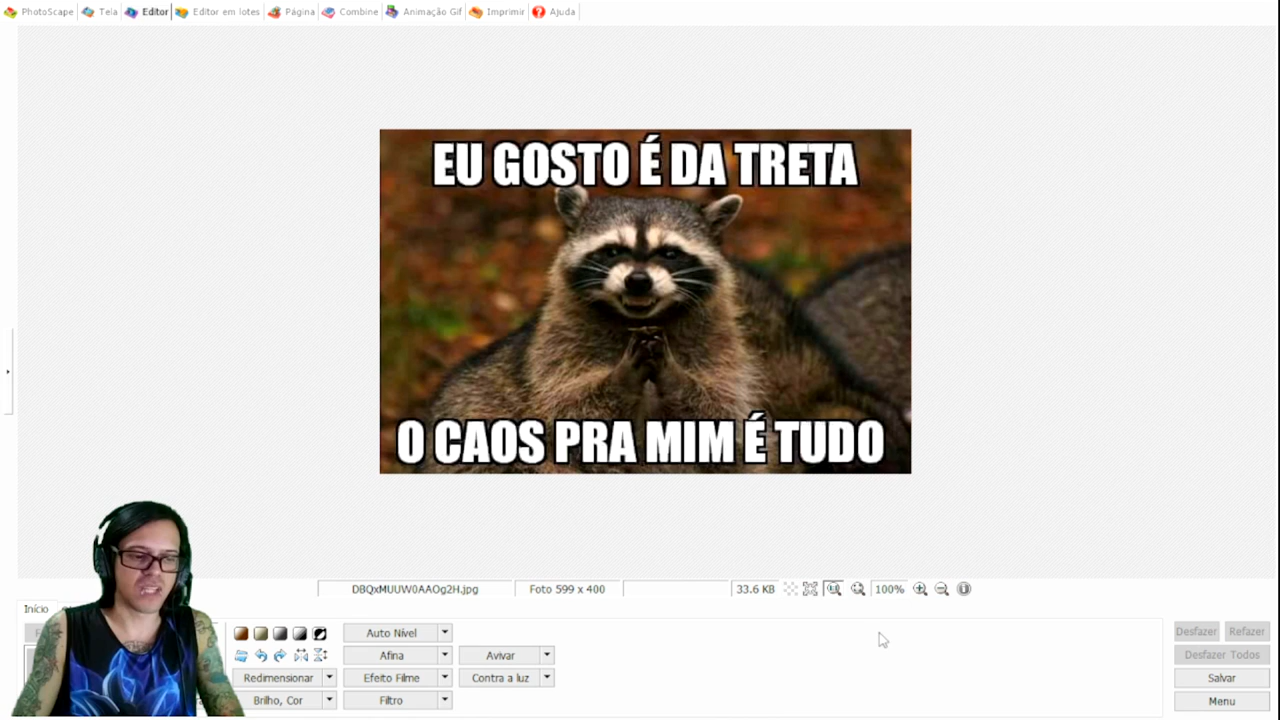 PhotoScape Tela Editor Editor em lotes Página Combine Animação Gif Imprimir Ajuda
EU GOSTO É DA TRETA
O CAOS PRA MIM É TUDO
DBQxMUUW0AAOg2H.jpg Foto 599 x 400 33.6 KB 100%
Início
Auto Nível Desfazer Refazer
Afina Avivar Desfazer Todos
Redimensionar Efeito Filme Contra a luz Salvar
Brilho, Cor Filtro Menu